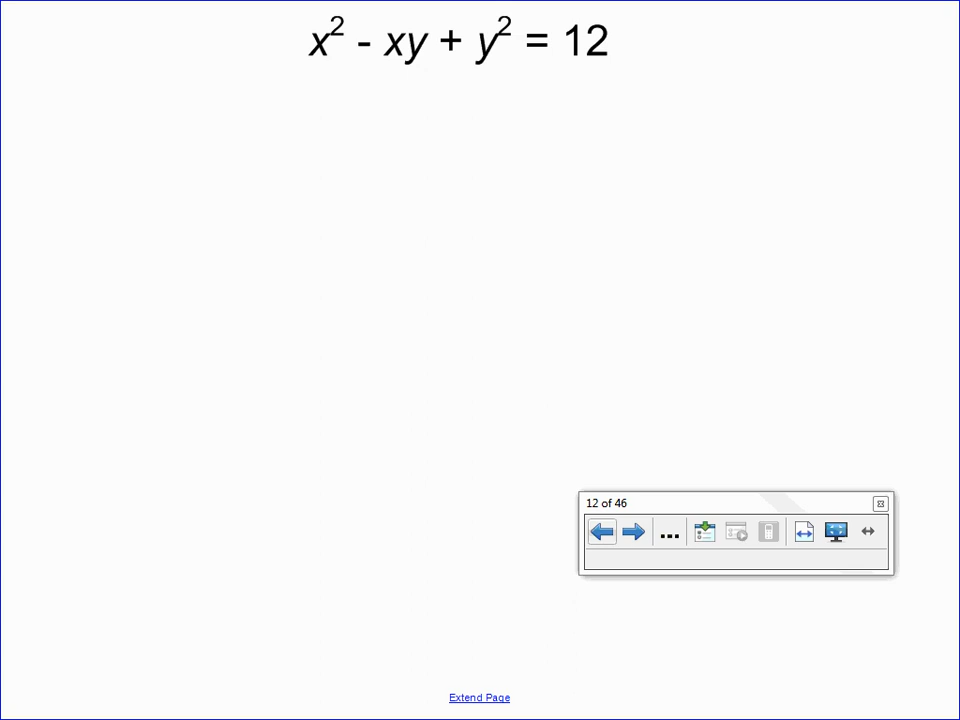 x² - xy + y² = 12
12 of 46
Extend Page